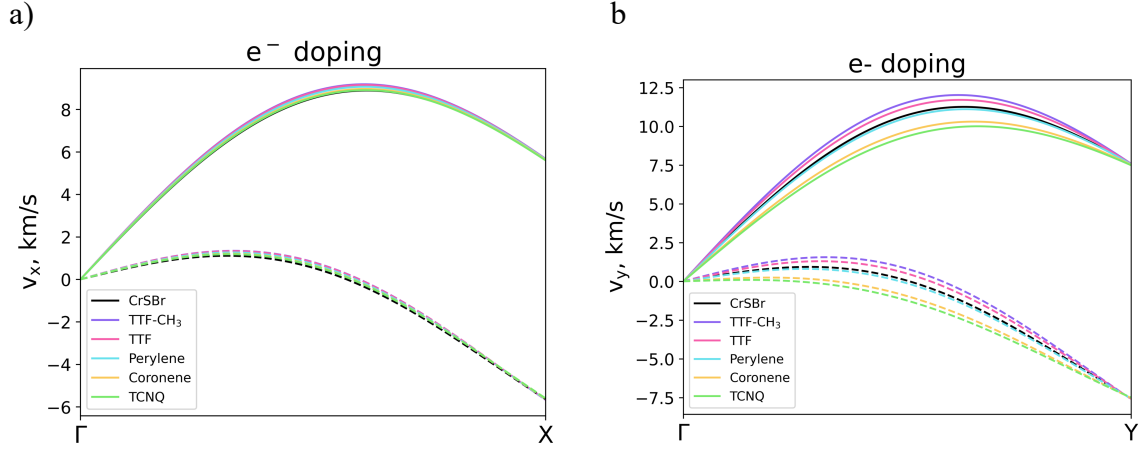 a)
e⁻ doping
v_x, km/s
8
6
4
2
0
−2
−4
−6
CrSBr
TTF-CH₃
TTF
Perylene
Coronene
TCNQ
Γ
X
b
e- doping
v_y, km/s
12.5
10.0
7.5
5.0
2.5
0.0
−2.5
−5.0
−7.5
CrSBr
TTF-CH₃
TTF
Perylene
Coronene
TCNQ
Γ
Y